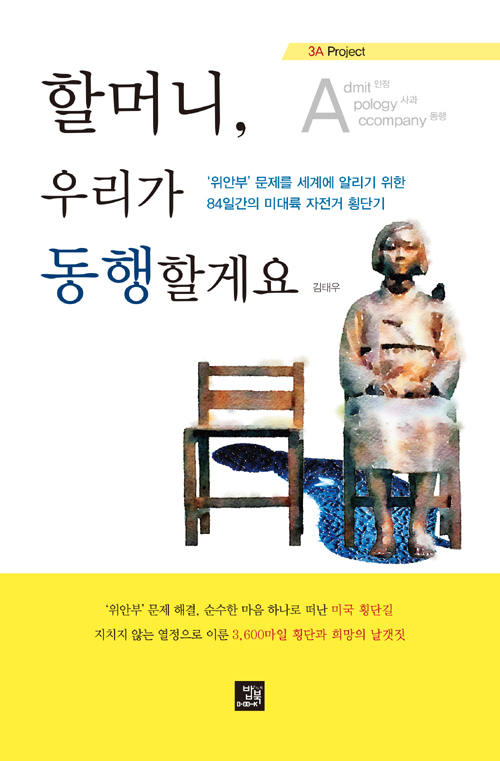 3A Project
Admit 인정
Apology 사과
Accompany 동행
할머니,
우리가
동행할게요
'위안부' 문제를 세계에 알리기 위한
84일간의 미대륙 자전거 횡단기
김태우
'위안부' 문제 해결, 순수한 마음 하나로 떠난 미국 횡단길
지치지 않는 열정으로 이룬 3,600마일 횡단과 희망의 날갯짓
밥북